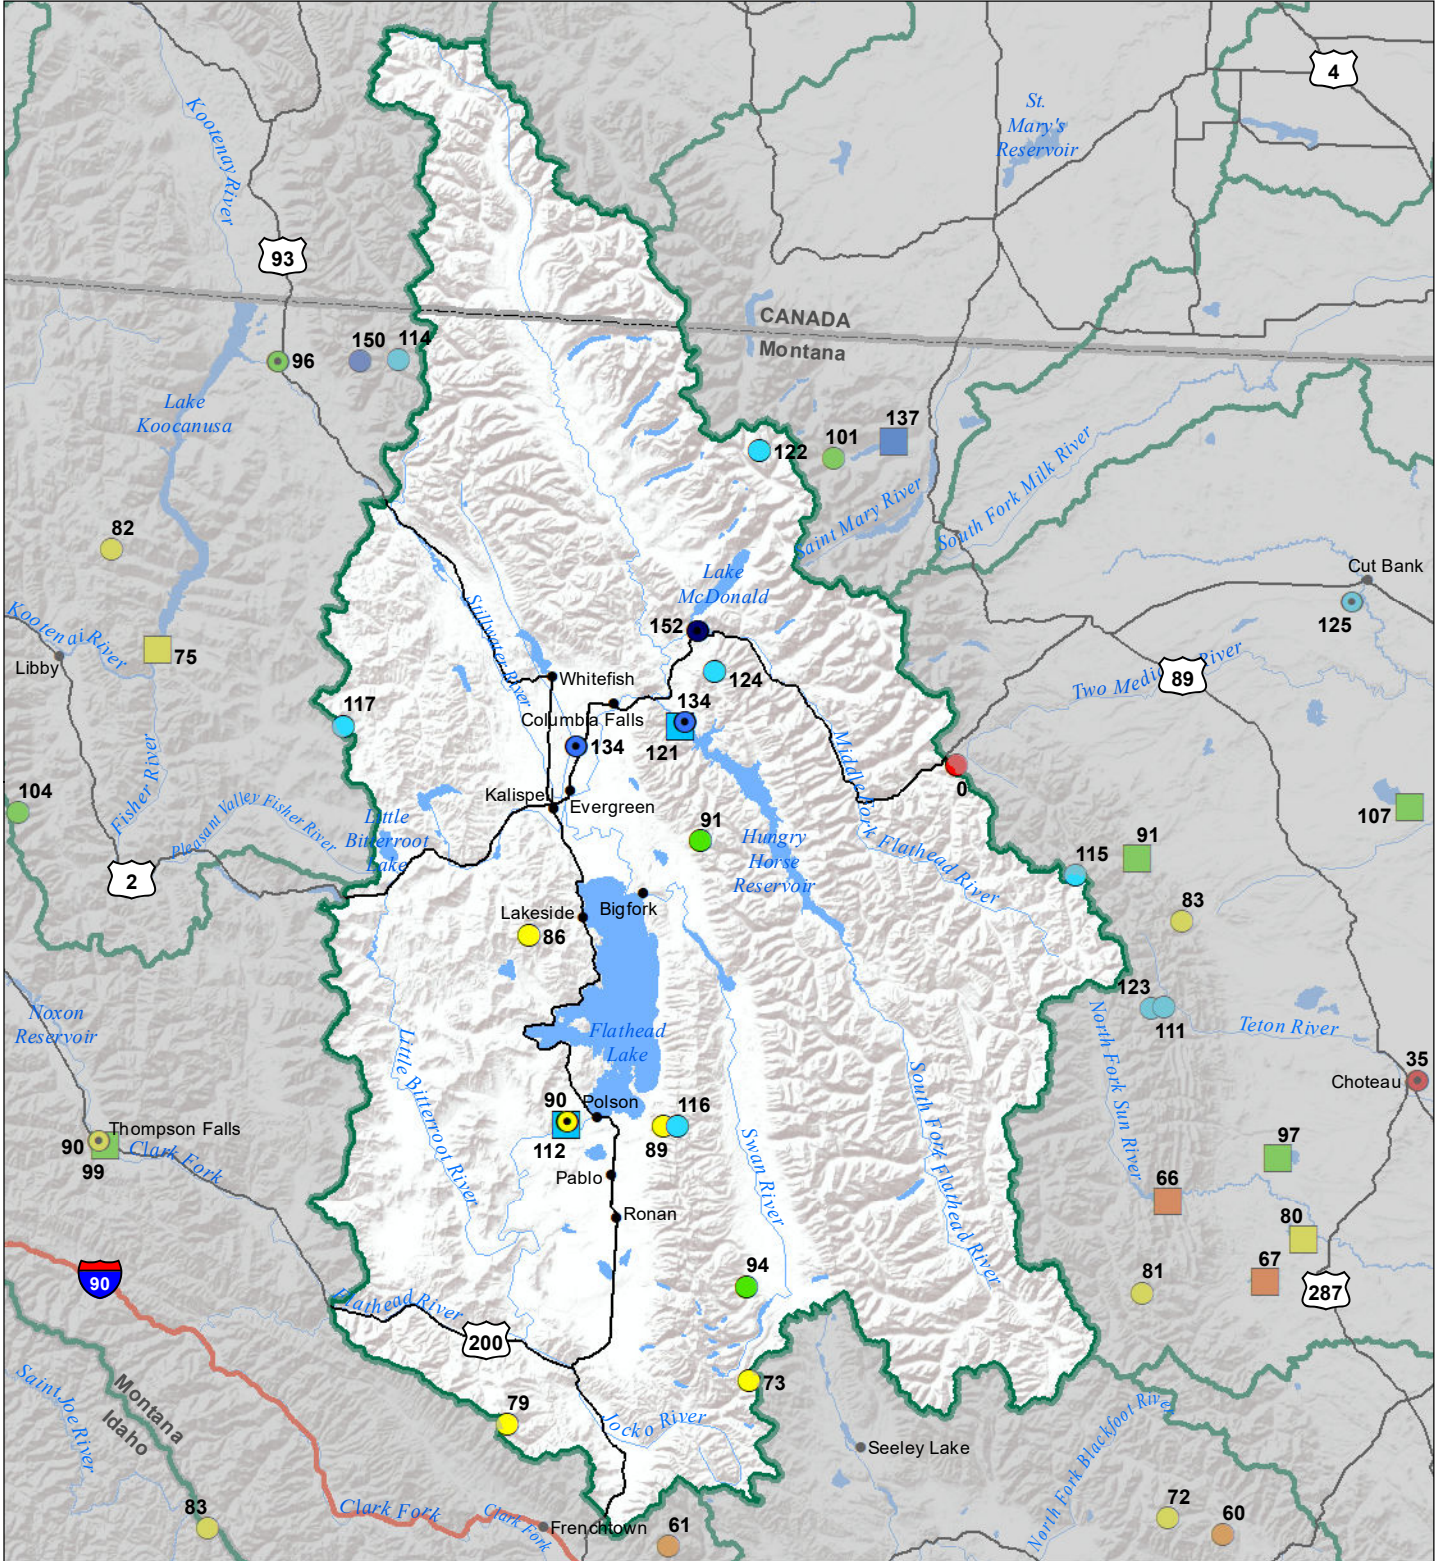 4
St.
Mary's
Reservoir
Kootenay River
93
CANADA
Montana
96
150
114
Lake
Koocanusa
137
122
101
Saint Mary River
South Fork Milk River
82
Cut Bank
125
Lake
McDonald
152
Kootenai River
Libby
75
Stillwater River
Whitefish
124
Two Medi River
89
117
Columbia Falls
134
121
134
Middle Fork Flathead River
0
104
Fisher River
Pleasant Valley Fisher River
2
Kalispell
Evergreen
Little
Bitterroot
Lake
91
Hungry
Horse
Reservoir
107
91
115
83
Lakeside
Bigfork
86
123
111
Teton River
Noxon
Reservoir
Flathead
Lake
Little Bitterroot River
North Fork Sun River
South Fork Flathead River
35
Choteau
90
Polson
112
116
89
Swan River
Thompson Falls
90
99
Clark Fork
Pablo
Ronan
97
66
80
67
81
287
94
90
Flathead River
200
73
79
Jocko River
Montana
Idaho
Saint Joe River
Seeley Lake
North Fork Blackfoot River
83
Clark Fork
Clark Fork
Frenchtown
61
72
60